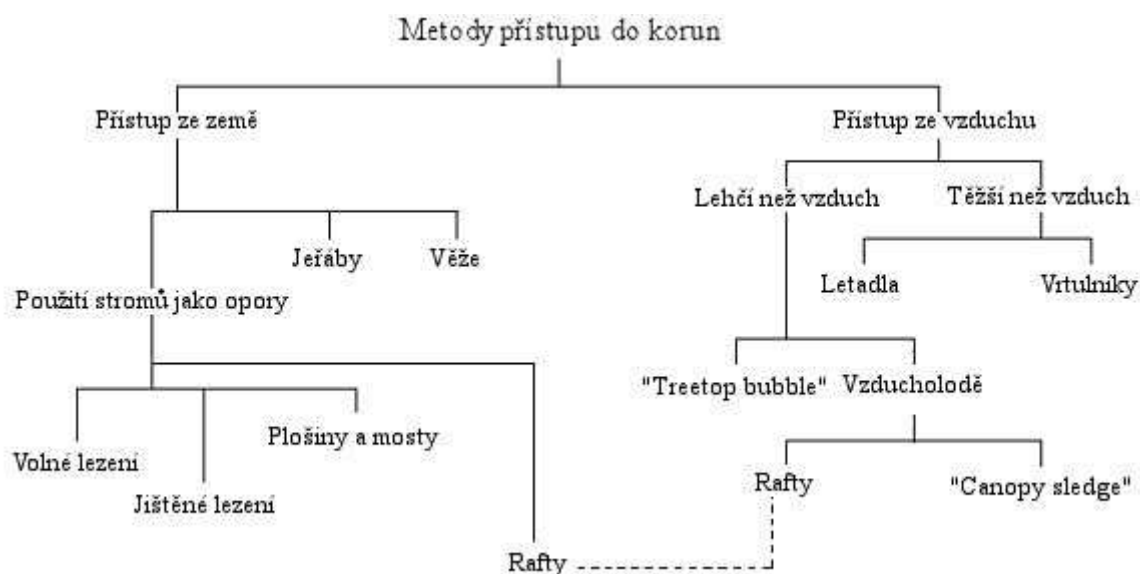 Metody přístupu do korun
Přístup ze země
Přístup ze vzduchu
Lehčí než vzduch
Těžší než vzduch
Jeřáby
Věže
Letadla
Vrtulníky
Použití stromů jako opory
"Treetop bubble"
Vzducholodě
Plošiny a mosty
Volné lezení
Jištěné lezení
Rafty
"Canopy sledge"
Rafty